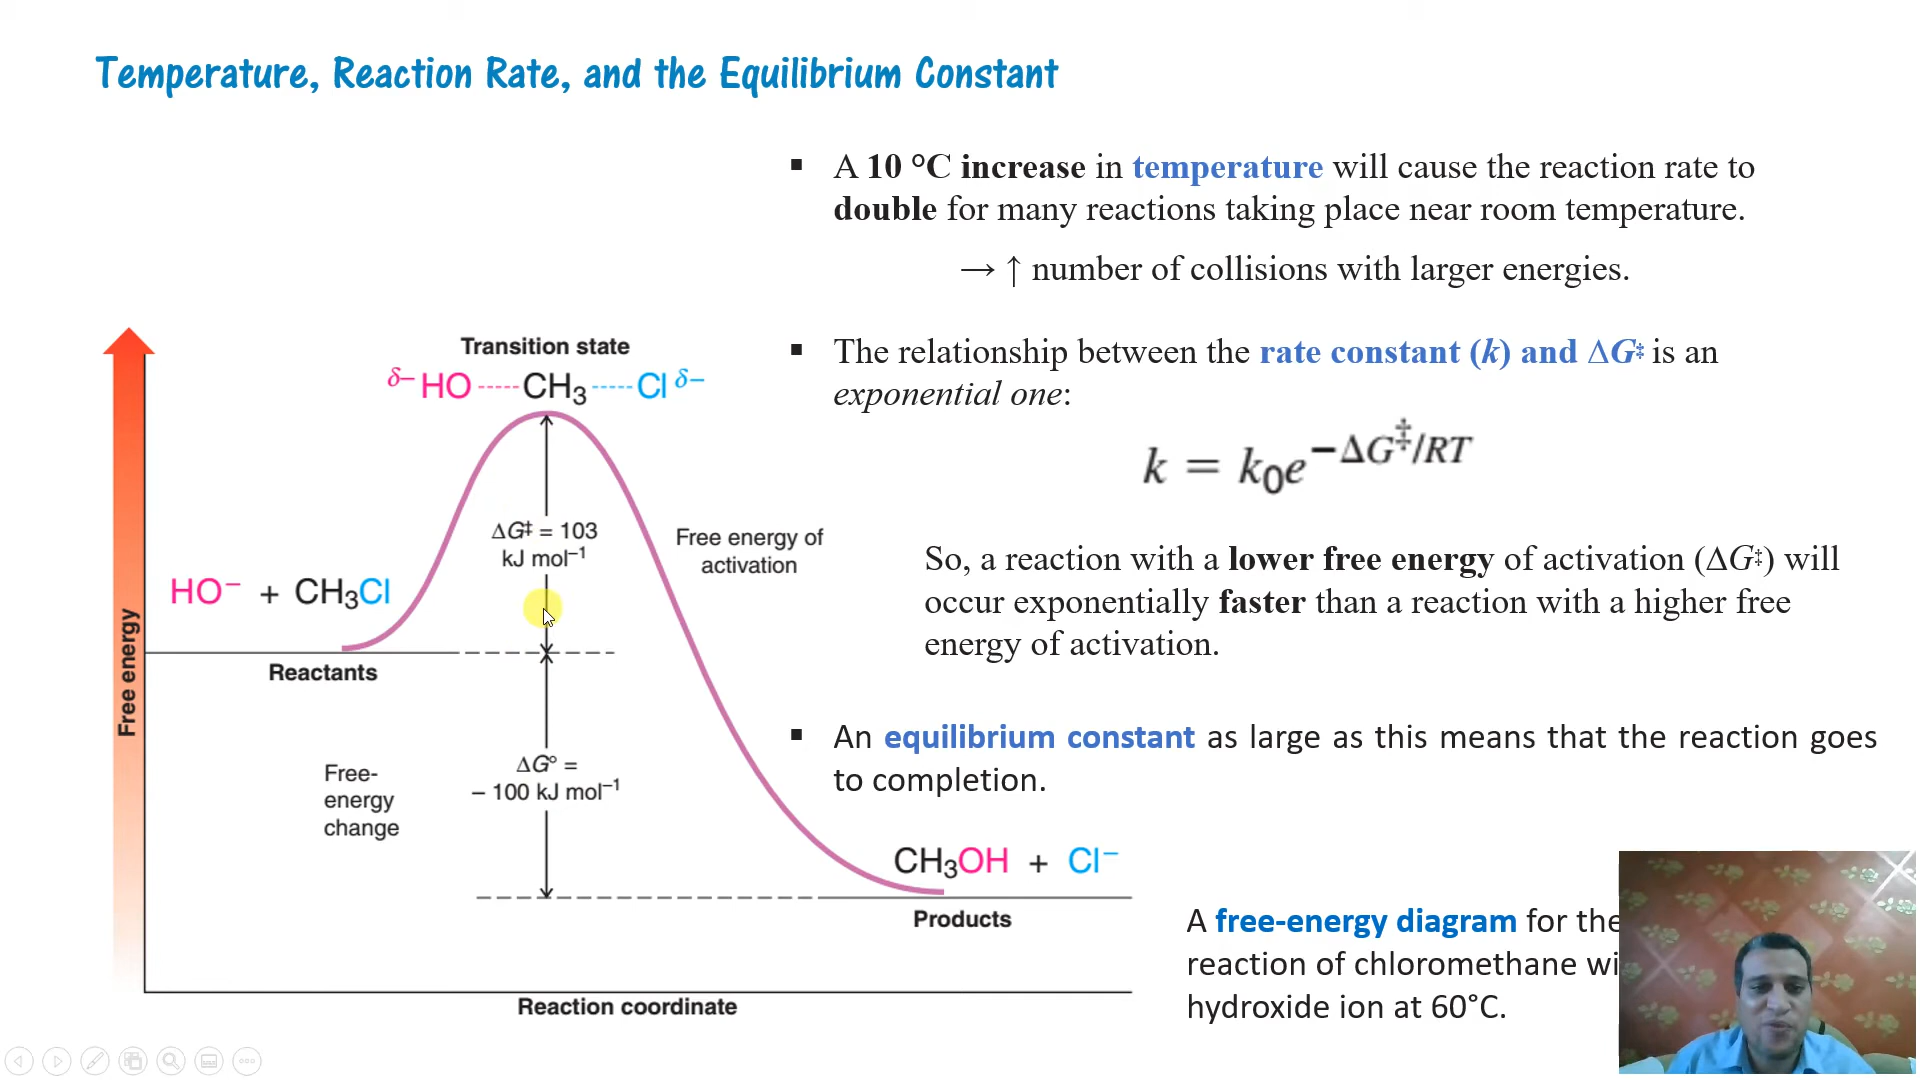 Temperature, Reaction Rate, and the Equilibrium Constant
▪ A 10 °C increase in temperature will cause the reaction rate to
double for many reactions taking place near room temperature.
→ ↑ number of collisions with larger energies.
▪ The relationship between the rate constant (k) and ΔG‡ is an
exponential one:
k = k₀e^−ΔG‡/RT
So, a reaction with a lower free energy of activation (ΔG‡) will
occur exponentially faster than a reaction with a higher free
energy of activation.
▪ An equilibrium constant as large as this means that the reaction goes
to completion.
Transition state
δ− HO-----CH₃-----Cl δ−
ΔG‡ = 103
kJ mol⁻¹
Free energy of
activation
HO⁻ + CH₃Cl
Reactants
Free energy
Free-
energy
change
ΔG° =
– 100 kJ mol⁻¹
CH₃OH + Cl⁻
Products
Reaction coordinate
A free-energy diagram for the
reaction of chloromethane wi
hydroxide ion at 60°C.